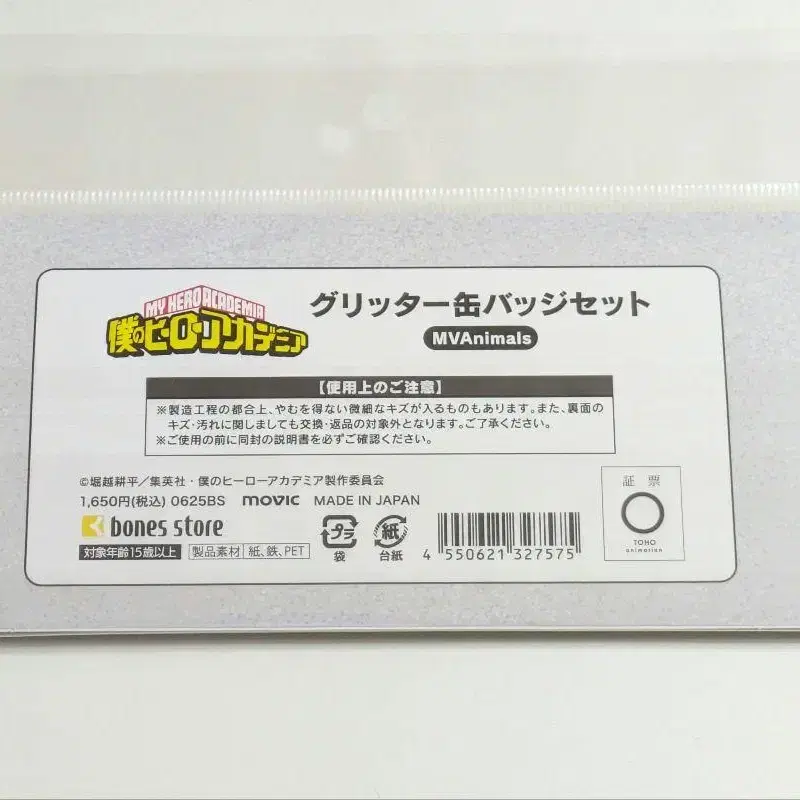 MY HERO ACADEMIA
僕のヒーローアカデミア
グリッター缶バッジセット
MVAnimals
【使用上のご注意】
※製造工程の都合上、やむを得ない微細なキズが入るものもあります。また、裏面の
キズ・汚れに関しましても交換・返品の対象外となります。ご了承ください。
※ご使用の前に同封の説明書を必ずご確認ください。
©堀越耕平/集英社・僕のヒーローアカデミア製作委員会
1,650円(税込) 0625BS movic MADE IN JAPAN
bones store
対象年齢15歳以上 製品素材 紙、鉄、PET
プラ
袋
紙
台紙
4 550621 327575
証票
TOHO
animation